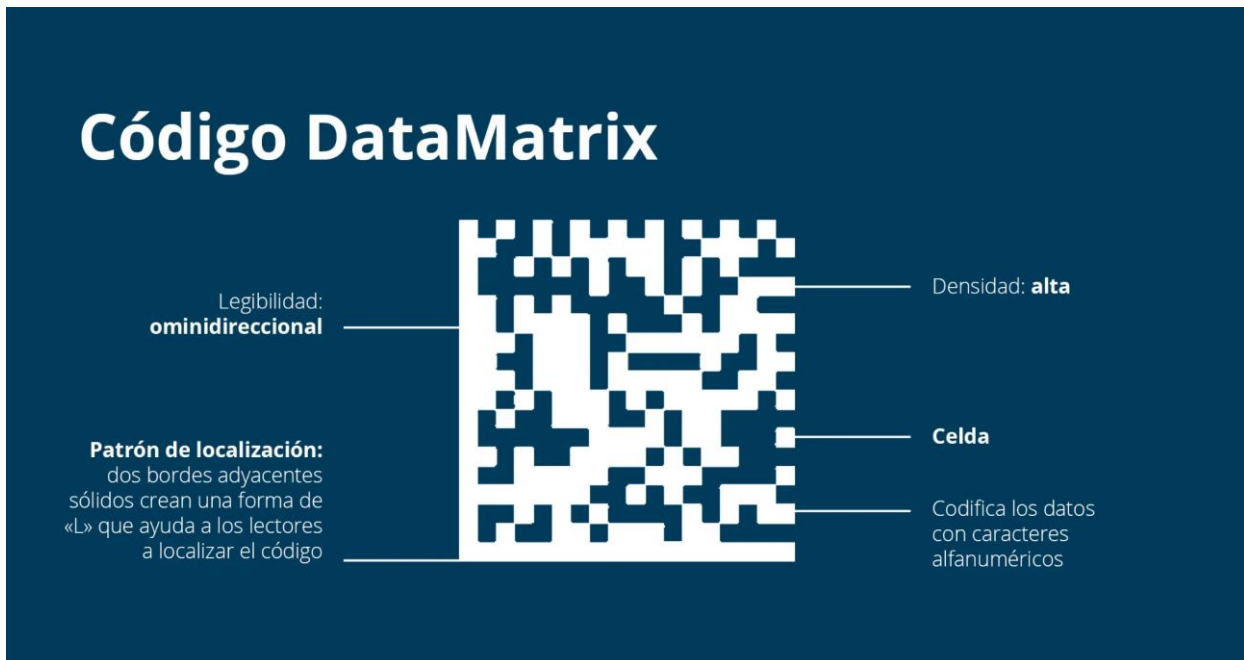 Código DataMatrix
Legibilidad:
ominidireccional
Patrón de localización:
dos bordes adyacentes
sólidos crean una forma de
«L» que ayuda a los lectores
a localizar el código
Densidad: alta
Celda
Codifica los datos
con caracteres
alfanuméricos